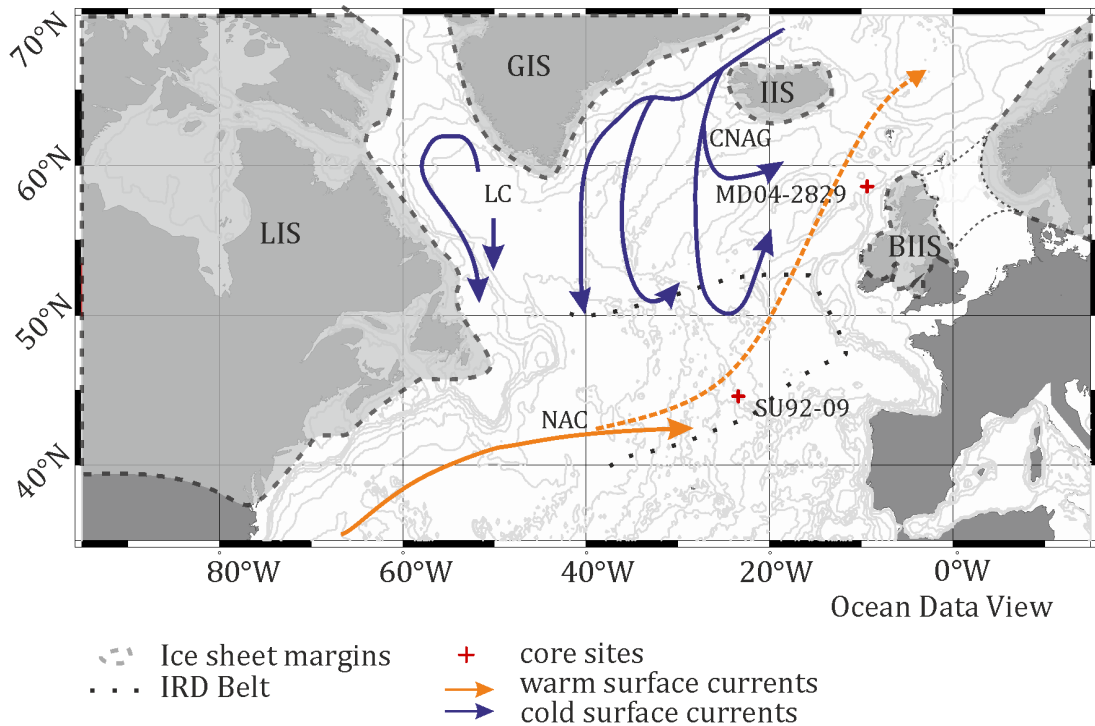 70°N
GIS
IIS
CNAG
60°N
LC
MD04-2829
LIS
BIIS
50°N
SU92-09
NAC
40°N
80°W
60°W
40°W
20°W
0°W
Ocean Data View
Ice sheet margins
core sites
IRD Belt
warm surface currents
cold surface currents